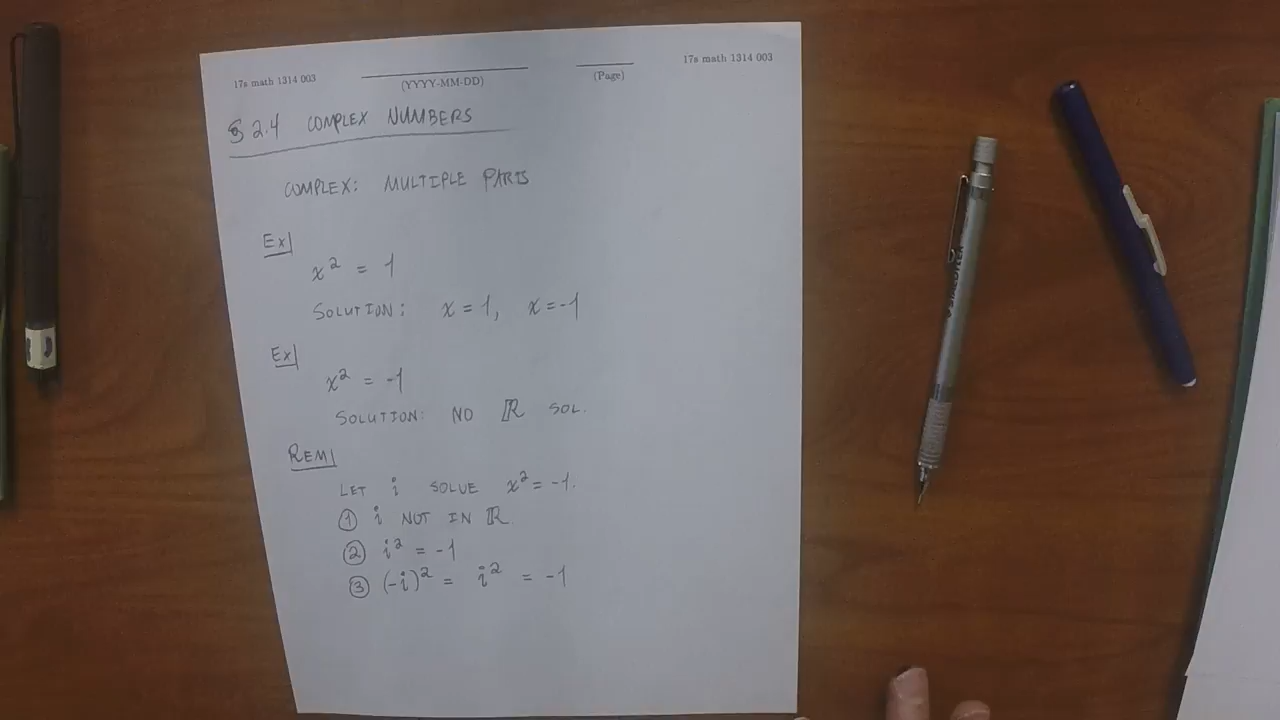 17s math 1314 003
(YYYY-MM-DD)
(Page)
17s math 1314 003
§ 2.4 COMPLEX NUMBERS
COMPLEX: MULTIPLE PARTS
Ex|
x² = 1
SOLUTION: x = 1, x = -1
Ex|
x² = -1
SOLUTION: NO ℝ SOL.
REM|
LET i SOLVE x² = -1.
① i NOT IN ℝ.
② i² = -1
③ (-i)² = i² = -1